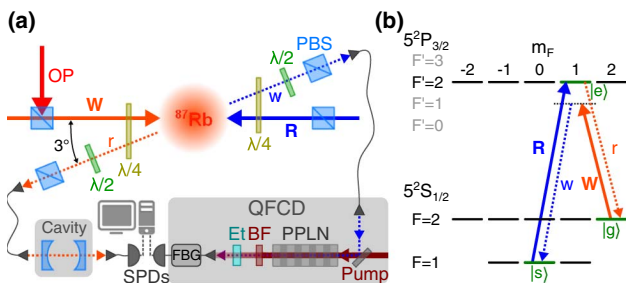 (a)
OP
W
3°
r
λ/2
λ/4
⁸⁷Rb
λ/4
λ/2
PBS
w
R
Cavity
SPDs
QFCD
FBG
Et
BF
PPLN
Pump
(b)
5²P₃/₂
F'=3
F'=2
F'=1
F'=0
m_F
-2 -1 0 1 2
|e⟩
R
w
W
r
5²S₁/₂
F=2
|g⟩
F=1
|s⟩